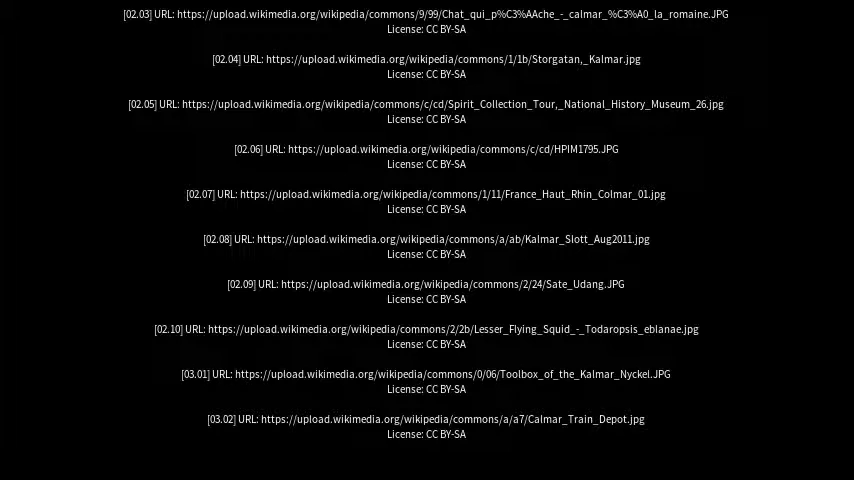 [02.03] URL: https://upload.wikimedia.org/wikipedia/commons/9/99/Chat_qui_p%C3%AAche_-_calmar_%C3%A0_la_romaine.JPG
License: CC BY-SA
[02.04] URL: https://upload.wikimedia.org/wikipedia/commons/1/1b/Storgatan,_Kalmar.jpg
License: CC BY-SA
[02.05] URL: https://upload.wikimedia.org/wikipedia/commons/c/cd/Spirit_Collection_Tour,_National_History_Museum_26.jpg
License: CC BY-SA
[02.06] URL: https://upload.wikimedia.org/wikipedia/commons/c/cd/HPIM1795.JPG
License: CC BY-SA
[02.07] URL: https://upload.wikimedia.org/wikipedia/commons/1/11/France_Haut_Rhin_Colmar_01.jpg
License: CC BY-SA
[02.08] URL: https://upload.wikimedia.org/wikipedia/commons/a/ab/Kalmar_Slott_Aug2011.jpg
License: CC BY-SA
[02.09] URL: https://upload.wikimedia.org/wikipedia/commons/2/24/Sate_Udang.JPG
License: CC BY-SA
[02.10] URL: https://upload.wikimedia.org/wikipedia/commons/2/2b/Lesser_Flying_Squid_-_Todaropsis_eblanae.jpg
License: CC BY-SA
[03.01] URL: https://upload.wikimedia.org/wikipedia/commons/0/06/Toolbox_of_the_Kalmar_Nyckel.JPG
License: CC BY-SA
[03.02] URL: https://upload.wikimedia.org/wikipedia/commons/a/a7/Calmar_Train_Depot.jpg
License: CC BY-SA